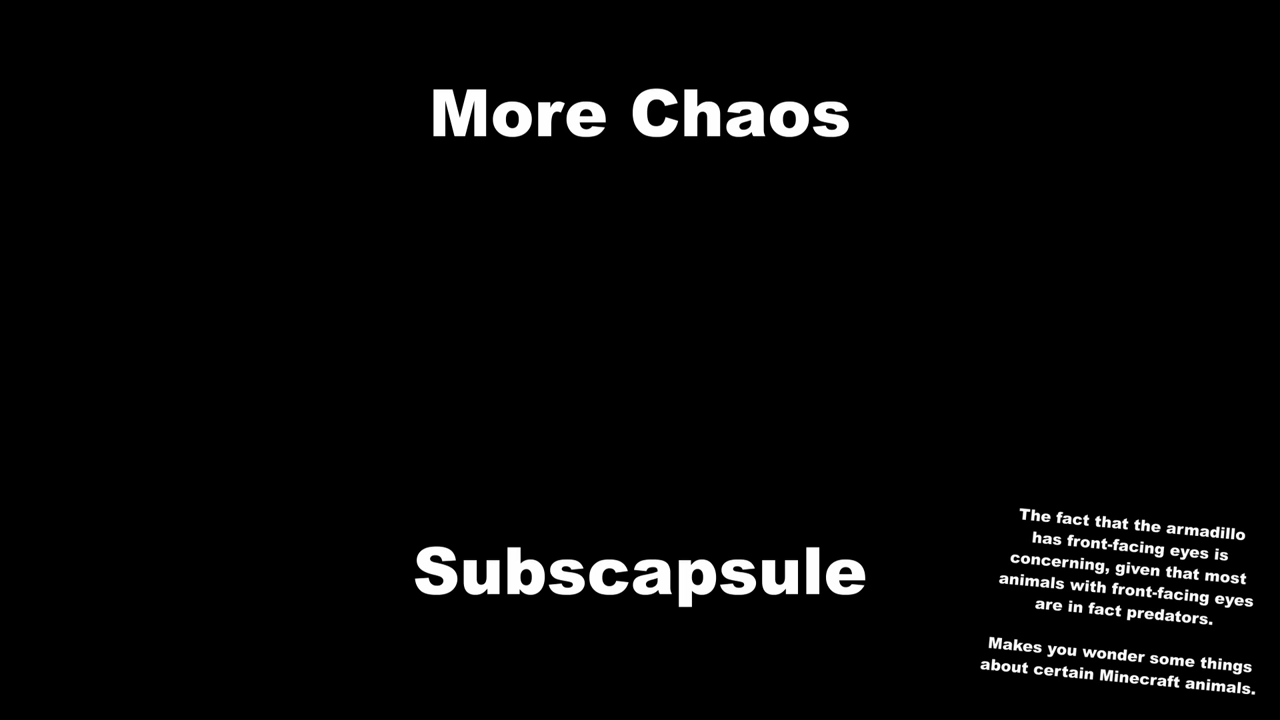 More Chaos
Subscapsule
The fact that the armadillo
has front-facing eyes is
concerning, given that most
animals with front-facing eyes
are in fact predators.
Makes you wonder some things
about certain Minecraft animals.